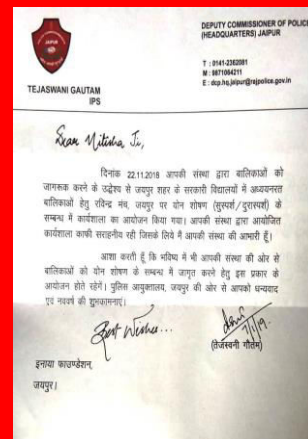 DEPUTY COMMISSIONER OF POLICE
(HEADQUARTERS) JAIPUR
T : 0141-2362081
M : 9871064211
E : dcp.hq.jaipur@rajpolice.gov.in
TEJASWANI GAUTAM
IPS
Dear Nitisha Ji,
दिनांक 22.11.2018 आपकी संस्था द्वारा बालिकाओं को
जागरूक करने के उद्देश्य से जयपुर शहर के सरकारी विद्यालयों में अध्ययनरत
बालिकाओं हेतु रविन्द्र मंच, जयपुर पर यौन शोषण (सुस्पर्श/दुरास्पर्श) के
सम्बन्ध में कार्यशाला का आयोजन किया गया। आपकी संस्था द्वारा आयोजित
कार्यशाला काफी सराहनीय रही जिसके लिये मैं आपकी संस्था की आभारी हूँ।
आशा करती हूँ कि भविष्य में भी आपकी संस्था की ओर से
बालिकाओं को यौन शोषण के सम्बन्ध में जागृत करने हेतु इस प्रकार के
आयोजन होते रहेगें। पुलिस आयुक्तालय, जयपुर की ओर से आपको धन्यवाद
एवं नववर्ष की शुभकामनाएं।
Best Wishes...
7/1/19.
(तेजस्वनी गौतम)
इनाया फाउण्डेशन,
जयपुर।